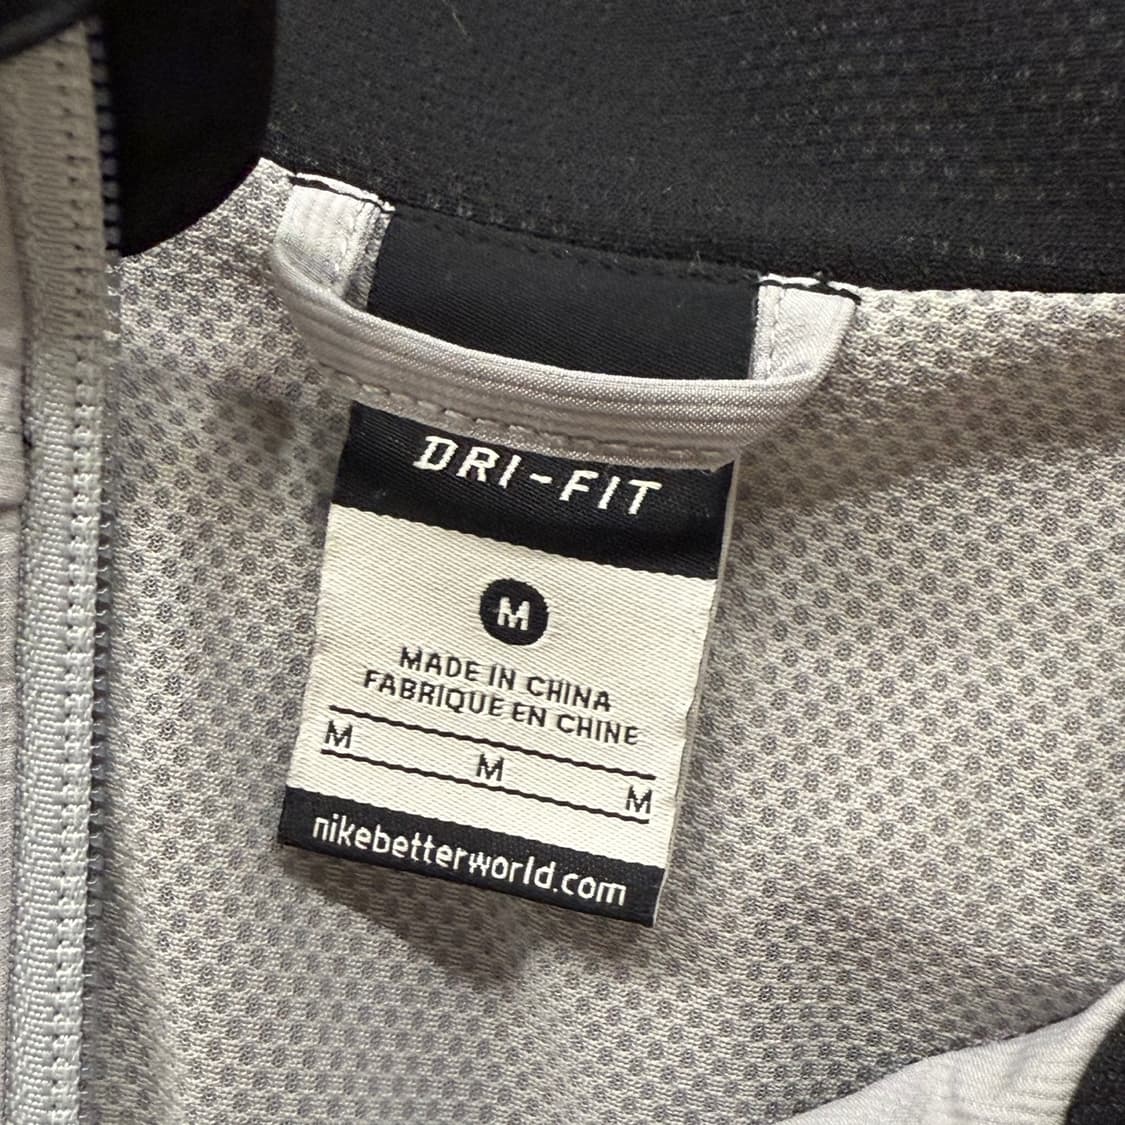 DRI-FIT
M
MADE IN CHINA
FABRIQUE EN CHINE
M
M
M
nikebetterworld.com